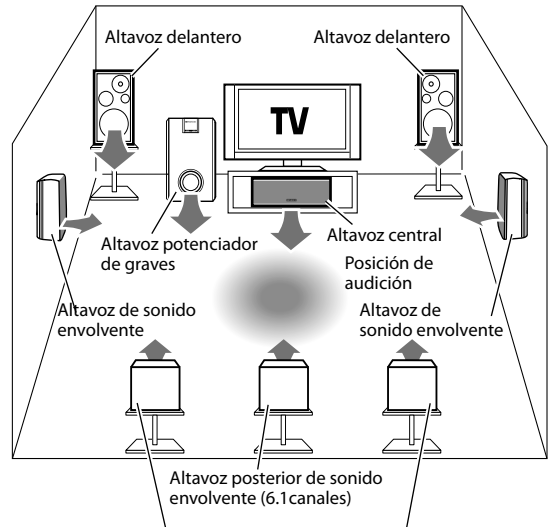 Altavoz delantero
Altavoz delantero
TV
Altavoz potenciador
de graves
Altavoz central
Posición de
audición
Altavoz de sonido
envolvente
Altavoz de
sonido envolvente
Altavoz posterior de sonido
envolvente (6.1canales)